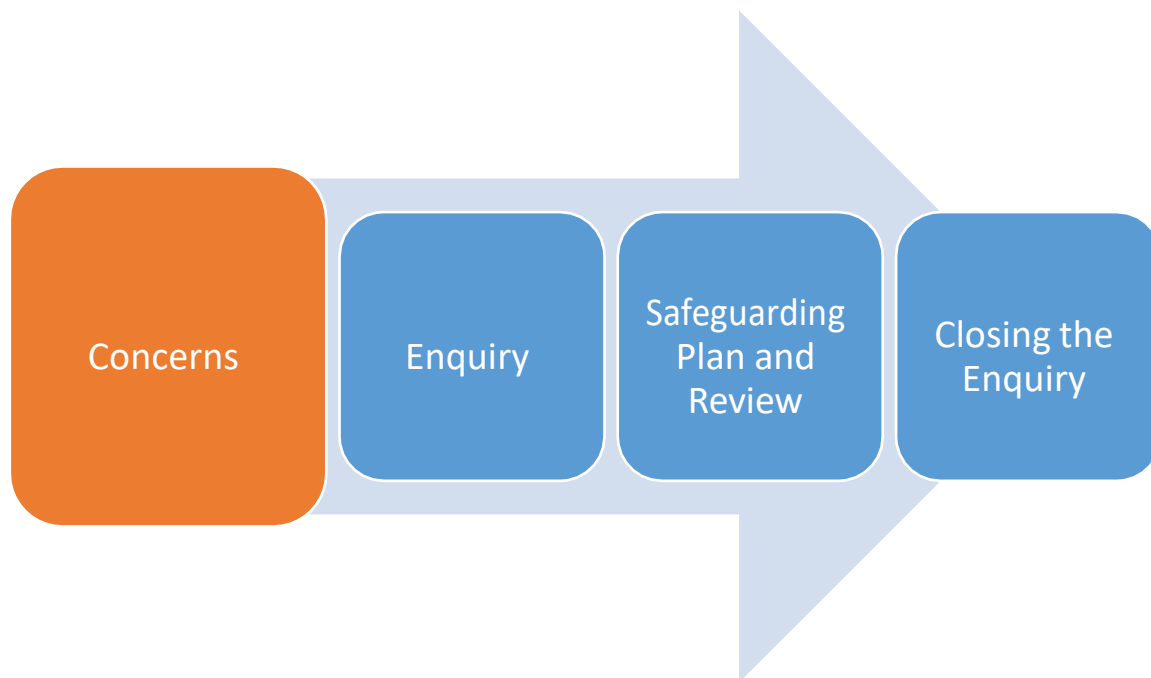 Concerns
Enquiry
Safeguarding
Plan and
Review
Closing the
Enquiry